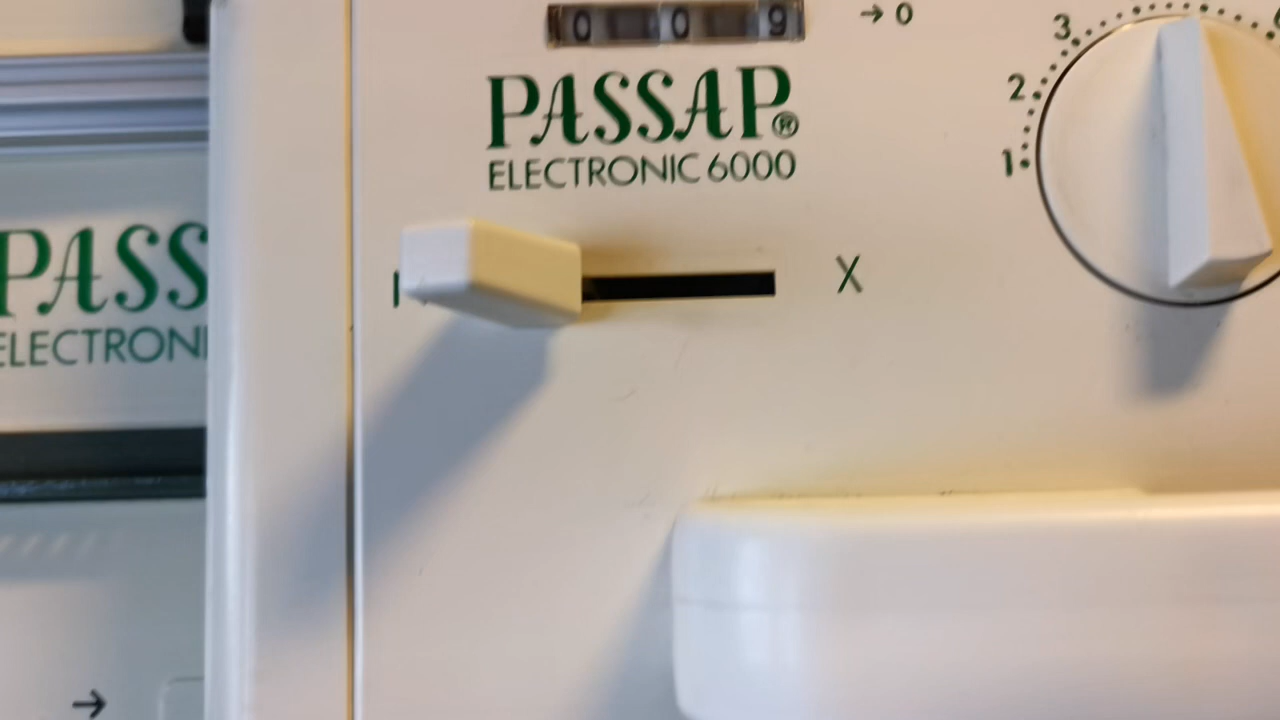 0 0 9
→ 0
PASSAP®
ELECTRONIC 6000
X
3
2
1
PASS
ELECTRONI
→